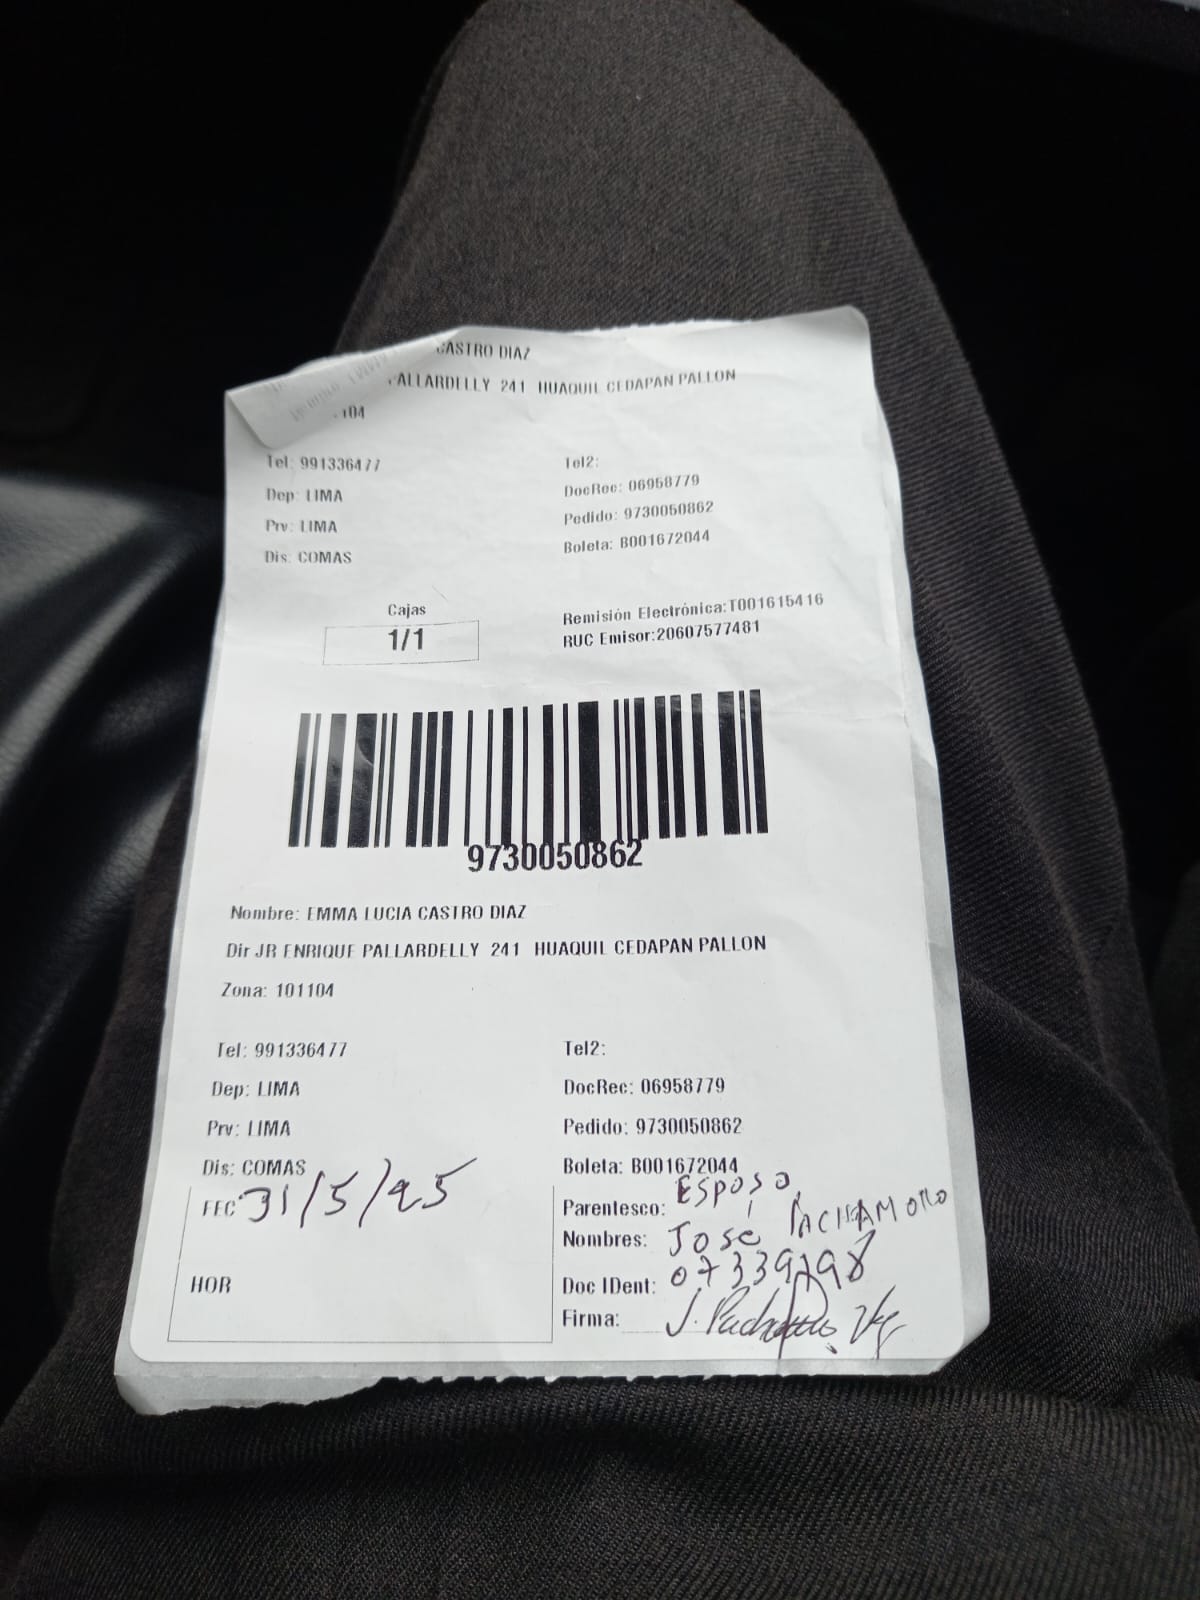 CASTRO DIAZ
PALLARDELLY 241 HUAQUIL CEDAPAN PALLON
104
Tel: 991336477 Tel2:
Dep: LIMA DocRec: 06958779
Prv: LIMA Pedido: 9730050862
Dis: COMAS Boleta: B001672044
Cajas
1/1
Remisión Electrónica:T001615416
RUC Emisor:20607577481
9730050862
Nombre: EMMA LUCIA CASTRO DIAZ
Dir JR ENRIQUE PALLARDELLY 241 HUAQUIL CEDAPAN PALLON
Zona: 101104
Tel: 991336477 Tel2:
Dep: LIMA DocRec: 06958779
Prv: LIMA Pedido: 9730050862
Dis: COMAS Boleta: B001672044
FEC 31/5/25 Parentesco: ESPOSO
Nombres: José
HOR Doc IDent:
Firma: